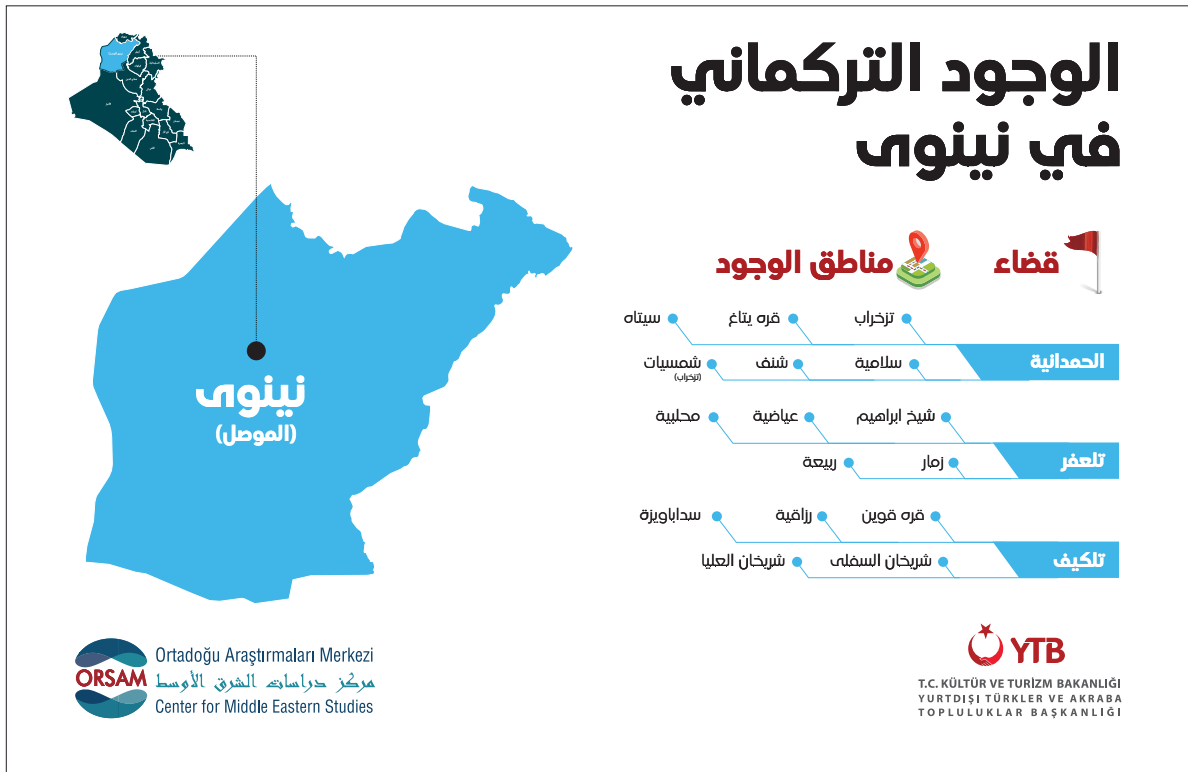 الوجود التركماني
في نينوى
قضاء
مناطق الوجود
الحمدانية
تزخراب
قره يتاغ
سيتاه
سلامية
شنف
شمسيات
(تزخراب)
تلعفر
شيخ ابراهيم
عياضية
محلبية
زمار
ربيعة
تلكيف
قره قوين
رزاقية
سداباويزة
شريخان السفلى
شريخان العليا
نينوى
(الموصل)
ORSAM
Ortadoğu Araştırmaları Merkezi
مركز دراسات الشرق الأوسط
Center for Middle Eastern Studies
YTB
T.C. KÜLTÜR VE TURİZM BAKANLIĞI
YURTDIŞI TÜRKLER VE AKRABA
TOPLULUKLAR BAŞKANLIĞI